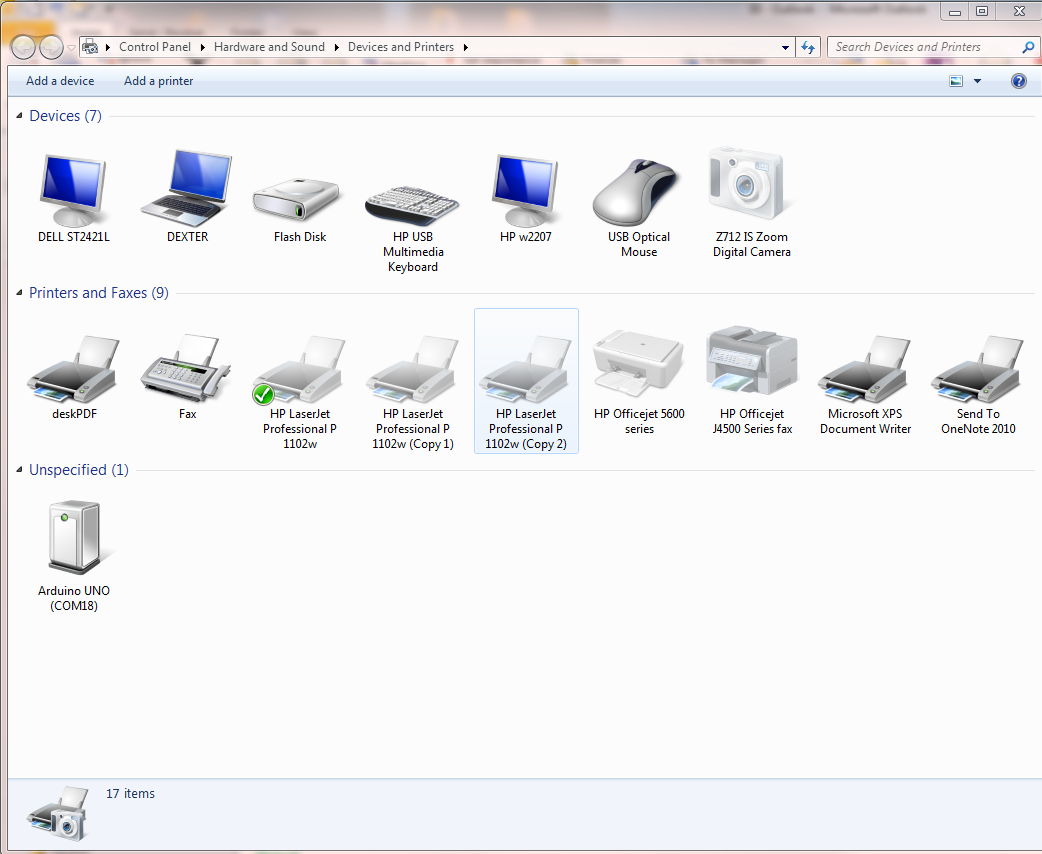 Control Panel Hardware and Sound Devices and Printers Search Devices and Printers
Add a device Add a printer
Devices (7)
DELL ST2421L
DEXTER
Flash Disk
HP USB
Multimedia
Keyboard
HP w2207
USB Optical
Mouse
Z712 IS Zoom
Digital Camera
Printers and Faxes (9)
deskPDF
Fax
HP LaserJet
Professional P
1102w
HP LaserJet
Professional P
1102w (Copy 1)
HP LaserJet
Professional P
1102w (Copy 2)
HP Officejet 5600
series
HP Officejet
J4500 Series fax
Microsoft XPS
Document Writer
Send To
OneNote 2010
Unspecified (1)
Arduino UNO
(COM18)
17 items